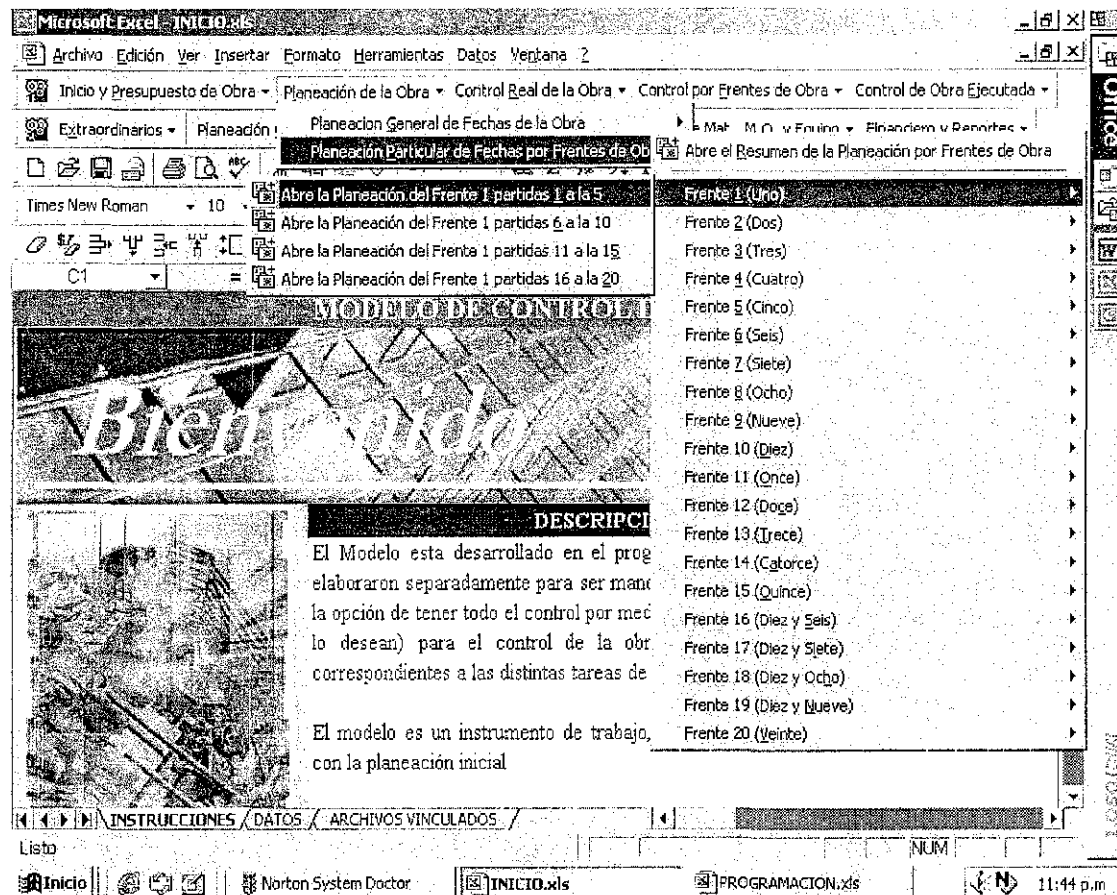 Microsoft Excel - INICIO.xls
Archivo Edición Ver Insertar Formato Herramientas Datos Ventana ?
Inicio y Presupuesto de Obra Planeación de la Obra Control Real de la Obra Control por Frentes de Obra Control de Obra Ejecutada
Extraordinarios Planeación
Mat. M.O. y Equipo Financiero y Reportes
Planeacion General de Fechas de la Obra
Planeación Particular de Fechas por Frentes de Ob
Abre el Resumen de la Planeación por Frentes de Obra
Times New Roman 10
C1 =
Abre la Planeación del Frente 1 partidas 1 a la 5
Abre la Planeación del Frente 1 partidas 6 a la 10
Abre la Planeación del Frente 1 partidas 11 a la 15
Abre la Planeación del Frente 1 partidas 16 a la 20
Frente 1 (Uno)
Frente 2 (Dos)
Frente 3 (Tres)
Frente 4 (Cuatro)
Frente 5 (Cinco)
Frente 6 (Seis)
Frente 7 (Siete)
Frente 8 (Ocho)
Frente 9 (Nueve)
Frente 10 (Diez)
Frente 11 (Once)
Frente 12 (Doce)
Frente 13 (Trece)
Frente 14 (Catorce)
Frente 15 (Quince)
Frente 16 (Diez y Seis)
Frente 17 (Diez y Siete)
Frente 18 (Diez y Ocho)
Frente 19 (Diez y Nueve)
Frente 20 (Veinte)
MODELO DE CONTROL
Bienvenido
DESCRIPCI
El Modelo esta desarrollado en el prog
elaboraron separadamente para ser mane
la opción de tener todo el control por med
lo desean) para el control de la obr
correspondientes a las distintas tareas de
El modelo es un instrumento de trabajo,
con la planeación inicial
INSTRUCCIONES DATOS ARCHIVOS VINCULADOS
Listo NUM
Inicio Norton System Doctor INICIO.xls PROGRAMACION.xls 11:44 p.m.